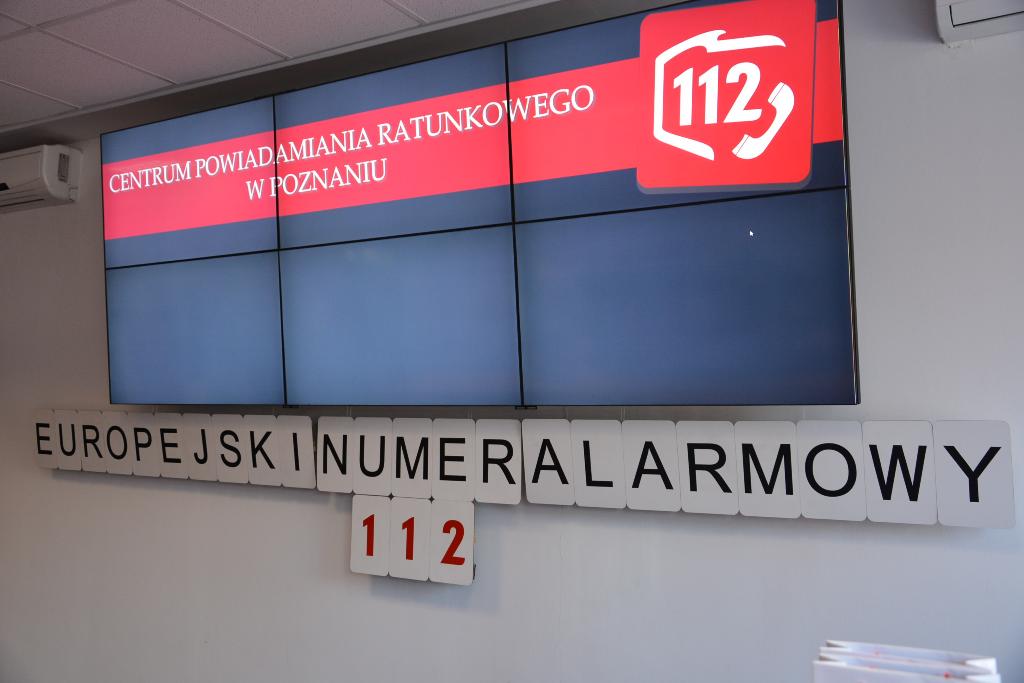 CENTRUM POWIADAMIANIA RATUNKOWEGO
W POZNANIU
112
EUROPEJSKI NUMER ALARMOWY
112